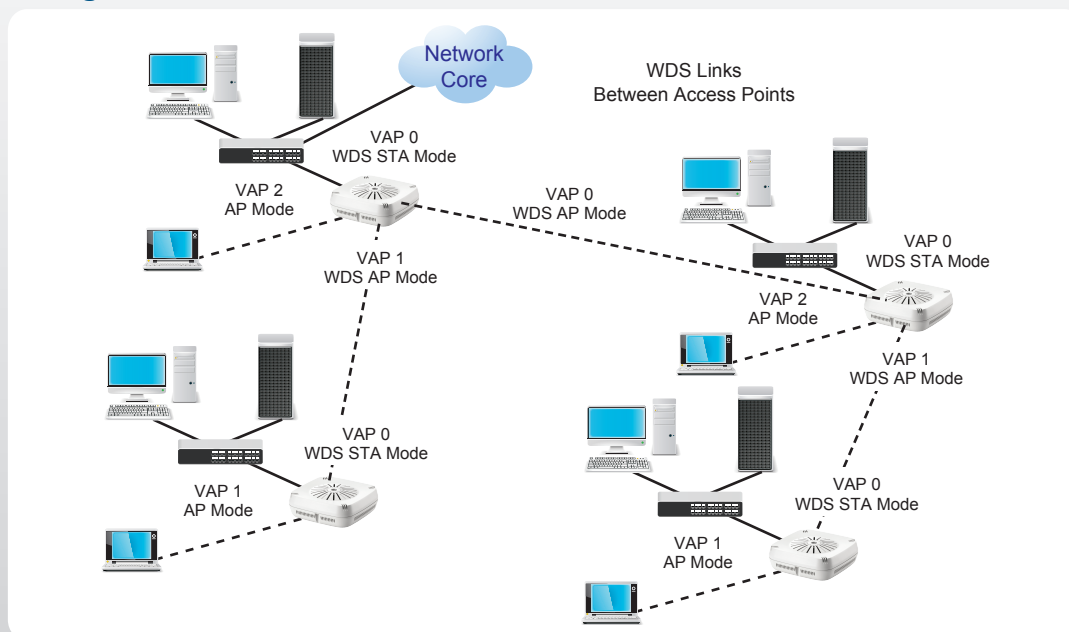 Network
Core
WDS Links
Between Access Points
VAP 0
WDS STA Mode
VAP 2
AP Mode
VAP 0
WDS AP Mode
VAP 1
WDS AP Mode
VAP 0
WDS STA Mode
VAP 2
AP Mode
VAP 1
WDS AP Mode
VAP 0
WDS STA Mode
VAP 1
AP Mode
VAP 0
WDS STA Mode
VAP 1
AP Mode